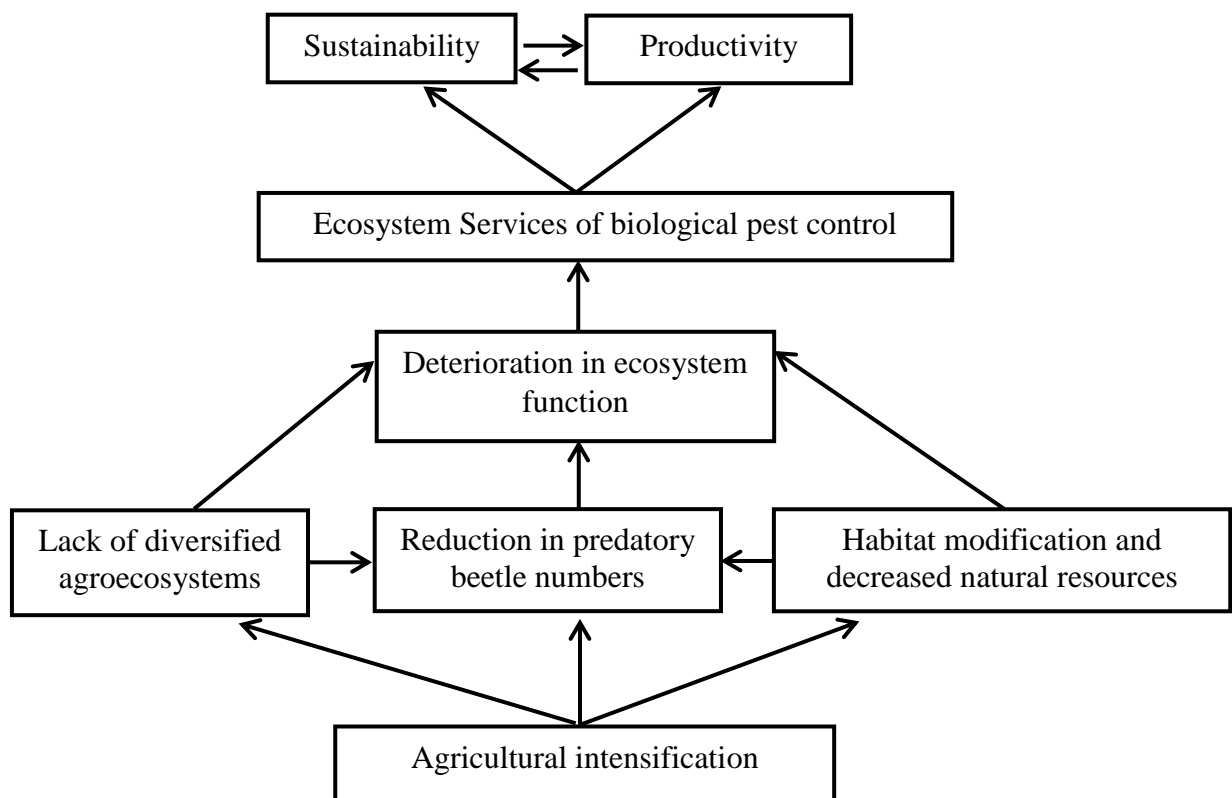 Sustainability
Productivity
Ecosystem Services of biological pest control
Deterioration in ecosystem
function
Lack of diversified
agroecosystems
Reduction in predatory
beetle numbers
Habitat modification and
decreased natural resources
Agricultural intensification